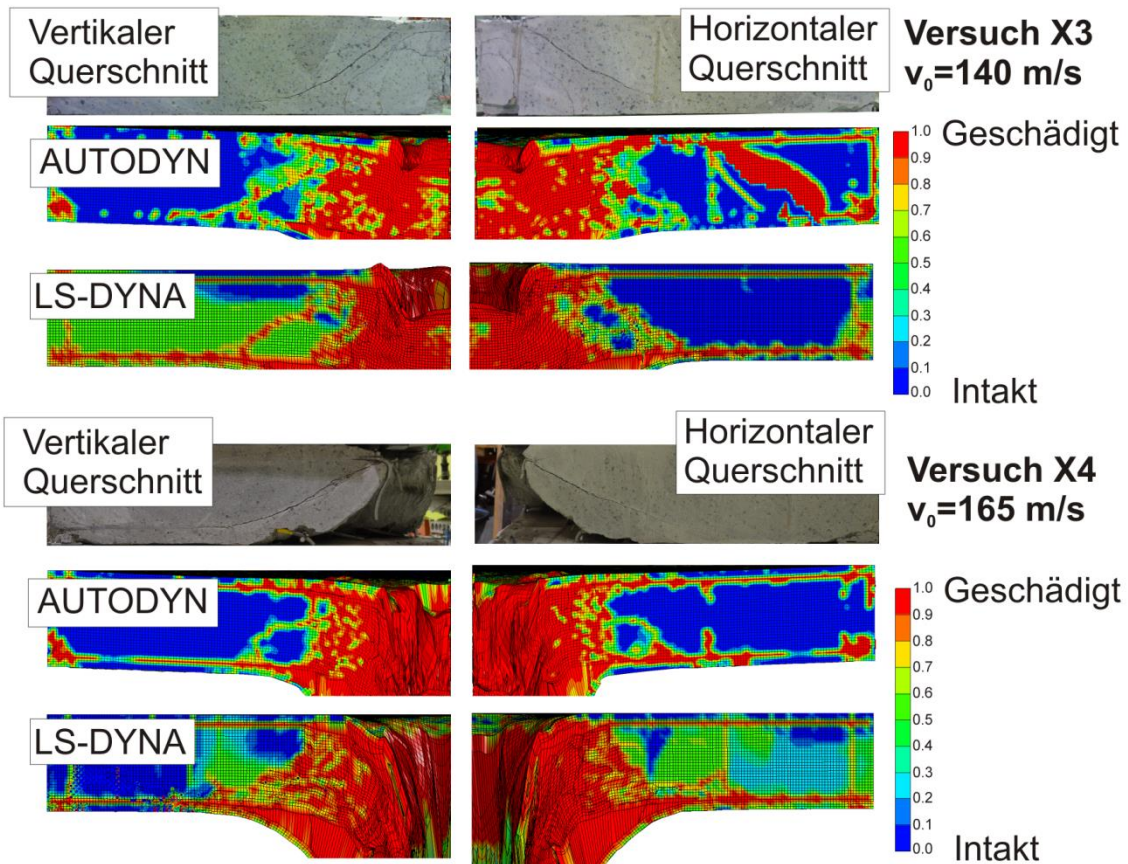 Vertikaler
Querschnitt
Horizontaler
Querschnitt
Versuch X3
v₀=140 m/s
AUTODYN
LS-DYNA
1.0
0.9
0.8
0.7
0.6
0.5
0.4
0.3
0.2
0.1
0.0
Geschädigt
Intakt
Vertikaler
Querschnitt
Horizontaler
Querschnitt
Versuch X4
v₀=165 m/s
AUTODYN
LS-DYNA
1.0
0.9
0.8
0.7
0.6
0.5
0.4
0.3
0.2
0.1
0.0
Geschädigt
Intakt